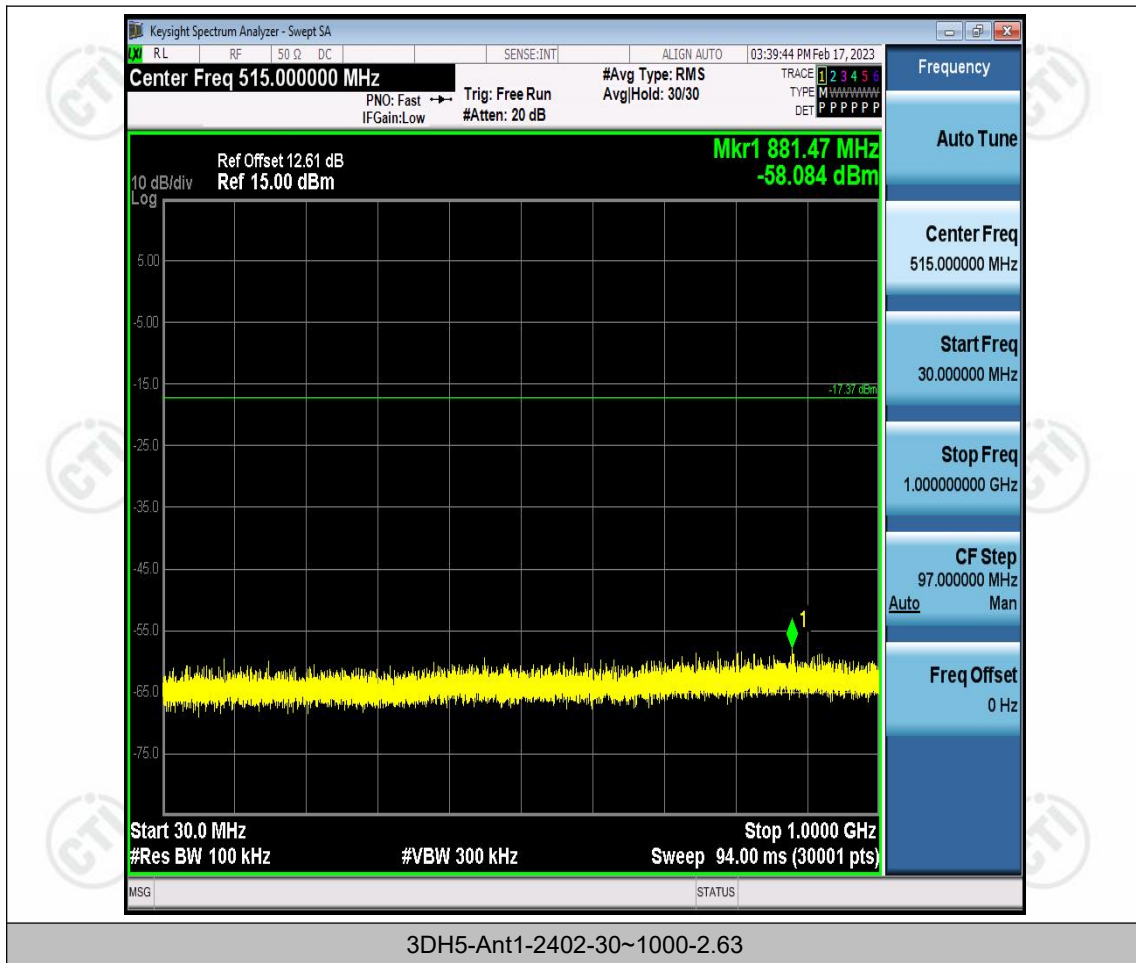 Keysight Spectrum Analyzer - Swept SA
LXI RL RF 50 Ω DC SENSE:INT ALIGN AUTO 03:39:44 PM Feb 17, 2023
Center Freq 515.000000 MHz
PNO: Fast
IFGain:Low
Trig: Free Run
#Atten: 20 dB
#Avg Type: RMS
Avg|Hold: 30/30
TRACE 1 2 3 4 5 6
TYPE M WWWWW
DET P P P P P P
Ref Offset 12.61 dB
Ref 15.00 dBm
10 dB/div
Log
Mkr1 881.47 MHz
-58.084 dBm
5.00
-5.00
-15.0
-17.37 dBm
-25.0
-35.0
-45.0
-55.0
1
-65.0
-75.0
Start 30.0 MHz
Stop 1.0000 GHz
#Res BW 100 kHz
#VBW 300 kHz
Sweep 94.00 ms (30001 pts)
MSG
STATUS
Frequency
Auto Tune
Center Freq
515.000000 MHz
Start Freq
30.000000 MHz
Stop Freq
1.000000000 GHz
CF Step
97.000000 MHz
Auto Man
Freq Offset
0 Hz
CTI
CTI
CTI
CTI
CTI
CTI
3DH5-Ant1-2402-30~1000-2.63